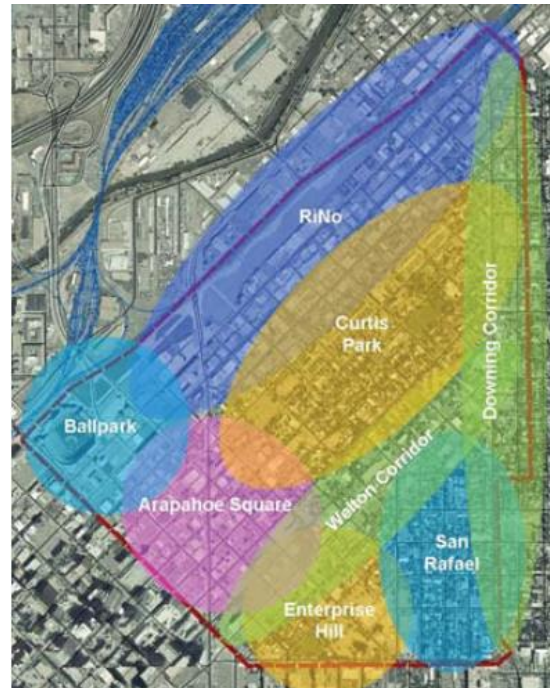 RiNo
Curtis
Park
Downing Corridor
Ballpark
Arapahoe Square
Welton Corridor
San
Rafael
Enterprise
Hill